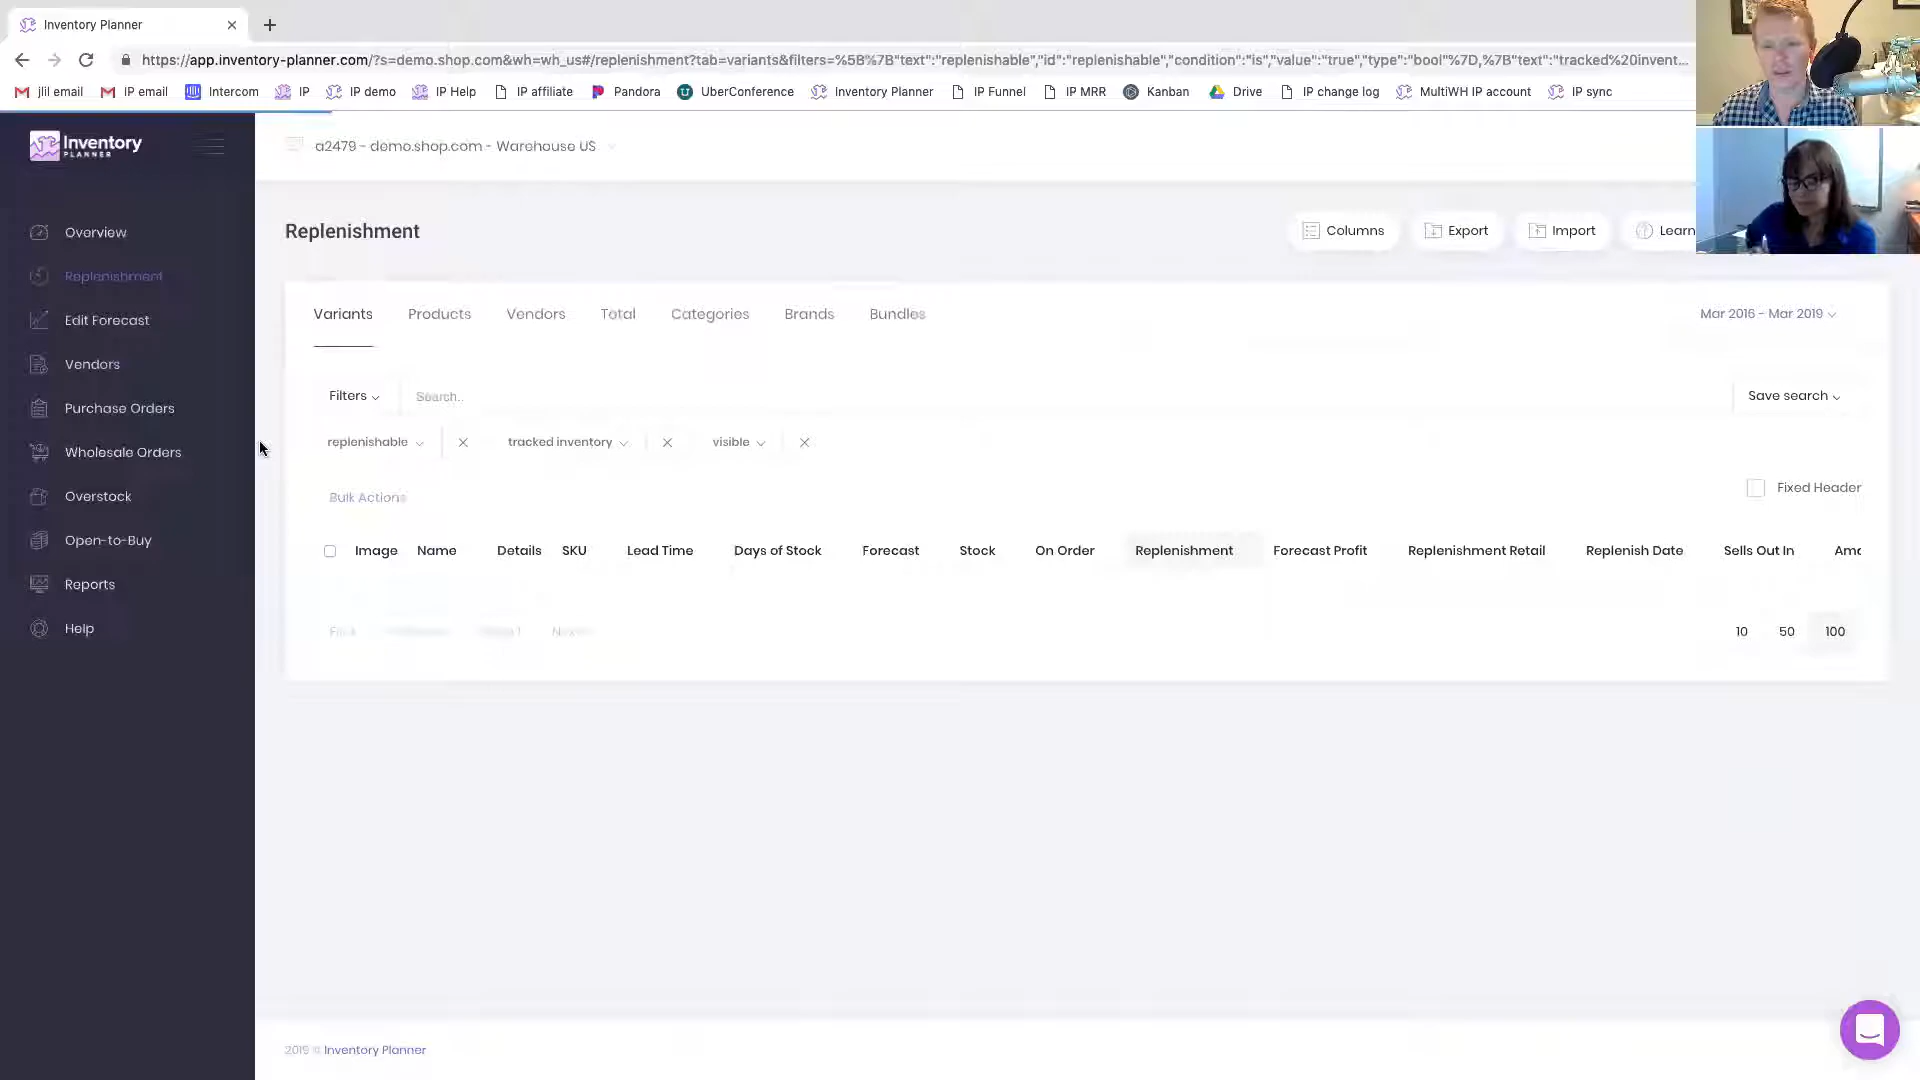 Inventory Planner
https://app.inventory-planner.com/?s=demo.shop.com&wh=wh_us#/replenishment?tab=variants&filters=%5B%7B"text":"replenishable","id":"replenishable","condition":"is","value":"true","type":"bool"%7D,%7B"text":"tracked%20invent...
jlil email IP email Intercom IP IP demo IP Help IP affiliate Pandora UberConference Inventory Planner IP Funnel IP MRR Kanban Drive IP change log MultiWH IP account IP sync
Inventory
PLANNER
a2479 - demo.shop.com - Warehouse US
Overview
Replenishment
Edit Forecast
Vendors
Purchase Orders
Wholesale Orders
Overstock
Open-to-Buy
Reports
Help
Replenishment
Columns Export Import Learn
Variants Products Vendors Total Categories Brands Bundles
Mar 2016 - Mar 2019
Filters Search.. Save search
replenishable tracked inventory visible
Bulk Actions
Fixed Header
Image Name Details SKU Lead Time Days of Stock Forecast Stock On Order Replenishment Forecast Profit Replenishment Retail Replenish Date Sells Out In Amo
10 50 100
2019 © Inventory Planner